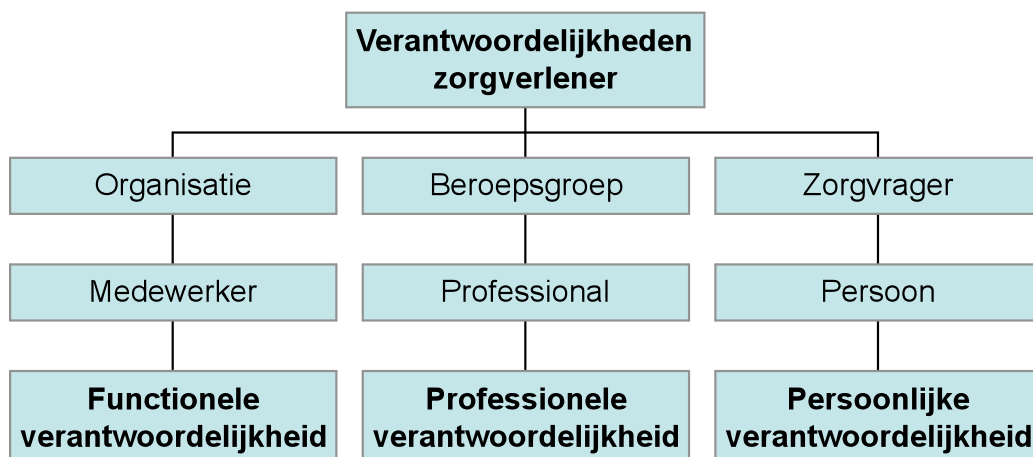 Verantwoordelijkheden
zorgverlener
Organisatie
Beroepsgroep
Zorgvrager
Medewerker
Professional
Persoon
Functionele
verantwoordelijkheid
Professionele
verantwoordelijkheid
Persoonlijke
verantwoordelijkheid